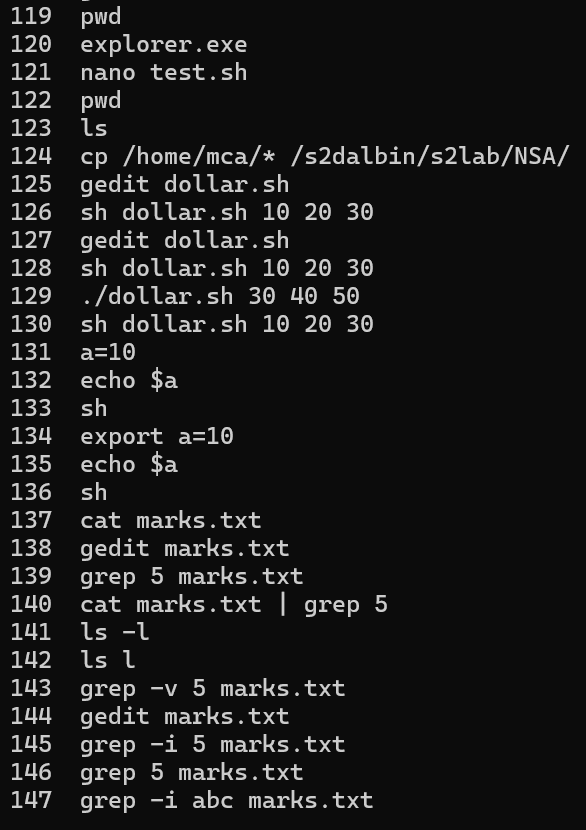 119 pwd
120 explorer.exe
121 nano test.sh
122 pwd
123 ls
124 cp /home/mca/* /s2dalbin/s2lab/NSA/
125 gedit dollar.sh
126 sh dollar.sh 10 20 30
127 gedit dollar.sh
128 sh dollar.sh 10 20 30
129 ./dollar.sh 30 40 50
130 sh dollar.sh 10 20 30
131 a=10
132 echo $a
133 sh
134 export a=10
135 echo $a
136 sh
137 cat marks.txt
138 gedit marks.txt
139 grep 5 marks.txt
140 cat marks.txt | grep 5
141 ls -l
142 ls l
143 grep -v 5 marks.txt
144 gedit marks.txt
145 grep -i 5 marks.txt
146 grep 5 marks.txt
147 grep -i abc marks.txt